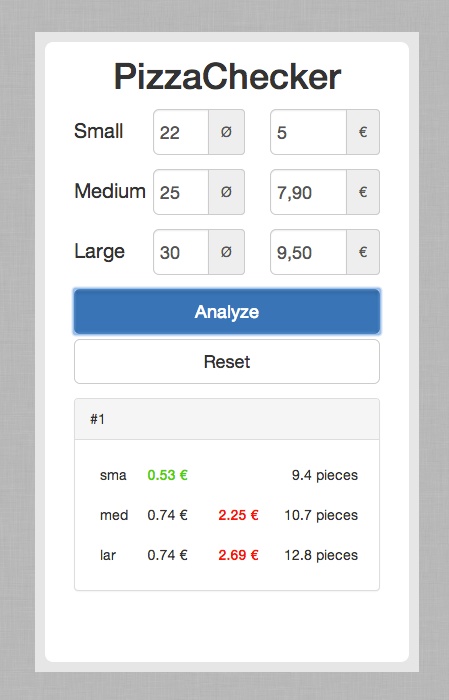 PizzaChecker
Small 22 Ø 5 €
Medium 25 Ø 7,90 €
Large 30 Ø 9,50 €
Analyze
Reset
#1
sma 0.53 € 9.4 pieces
med 0.74 € 2.25 € 10.7 pieces
lar 0.74 € 2.69 € 12.8 pieces